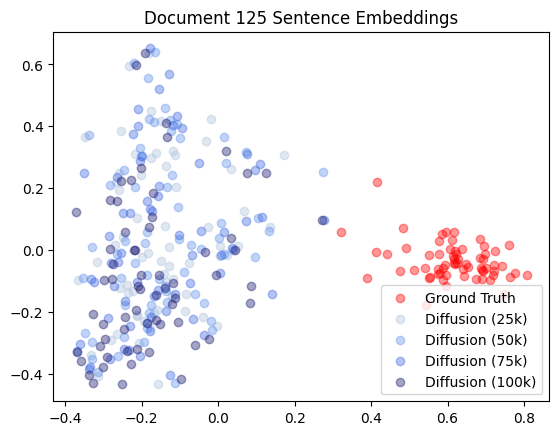 Document 125 Sentence Embeddings
0.6
0.4
0.2
0.0
−0.2
−0.4
Ground Truth
Diffusion (25k)
Diffusion (50k)
Diffusion (75k)
Diffusion (100k)
−0.4 −0.2 0.0 0.2 0.4 0.6 0.8